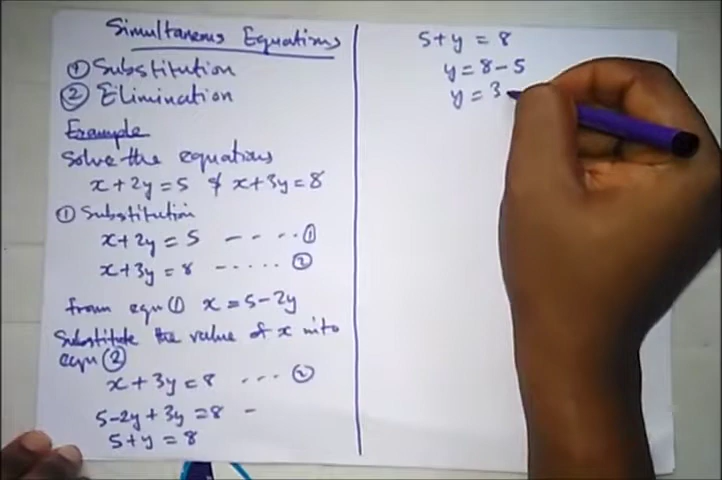 Simultaneous Equations
① Substitution
② Elimination
Example
Solve the equations
x + 2y = 5 & x + 3y = 8
① Substitution
x + 2y = 5 - - - - ①
x + 3y = 8 - - - - - ②
from eqn ① x = 5 - 2y
Substitute the value of x into
eqn ②
x + 3y = 8 - - - ②
5 - 2y + 3y = 8 -
5 + y = 8
5 + y = 8
y = 8 - 5
y = 3